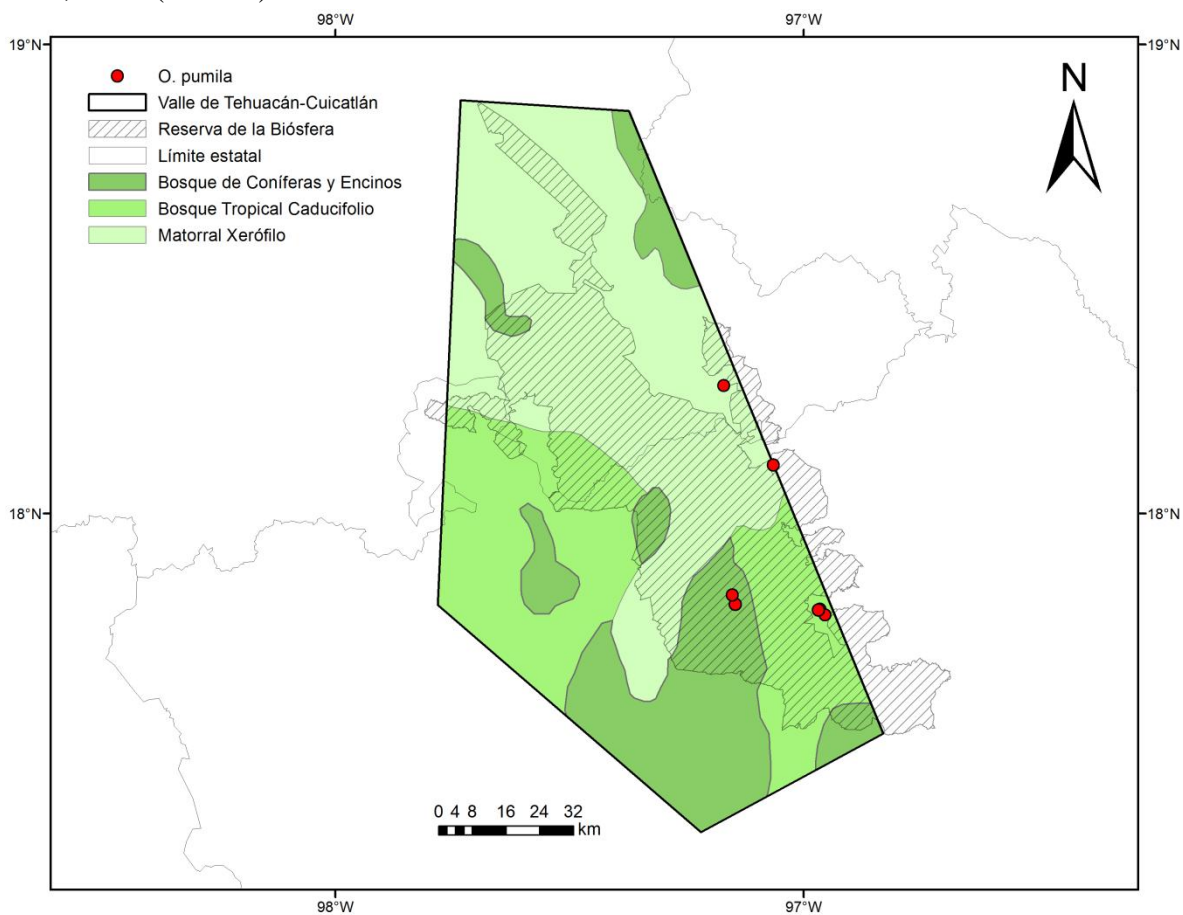 98°W 97°W
19°N 19°N
N
O. pumila
Valle de Tehuacán-Cuicatlán
Reserva de la Biósfera
Límite estatal
Bosque de Coníferas y Encinos
Bosque Tropical Caducifolio
Matorral Xerófilo
18°N 18°N
0 4 8 16 24 32
km
98°W 97°W